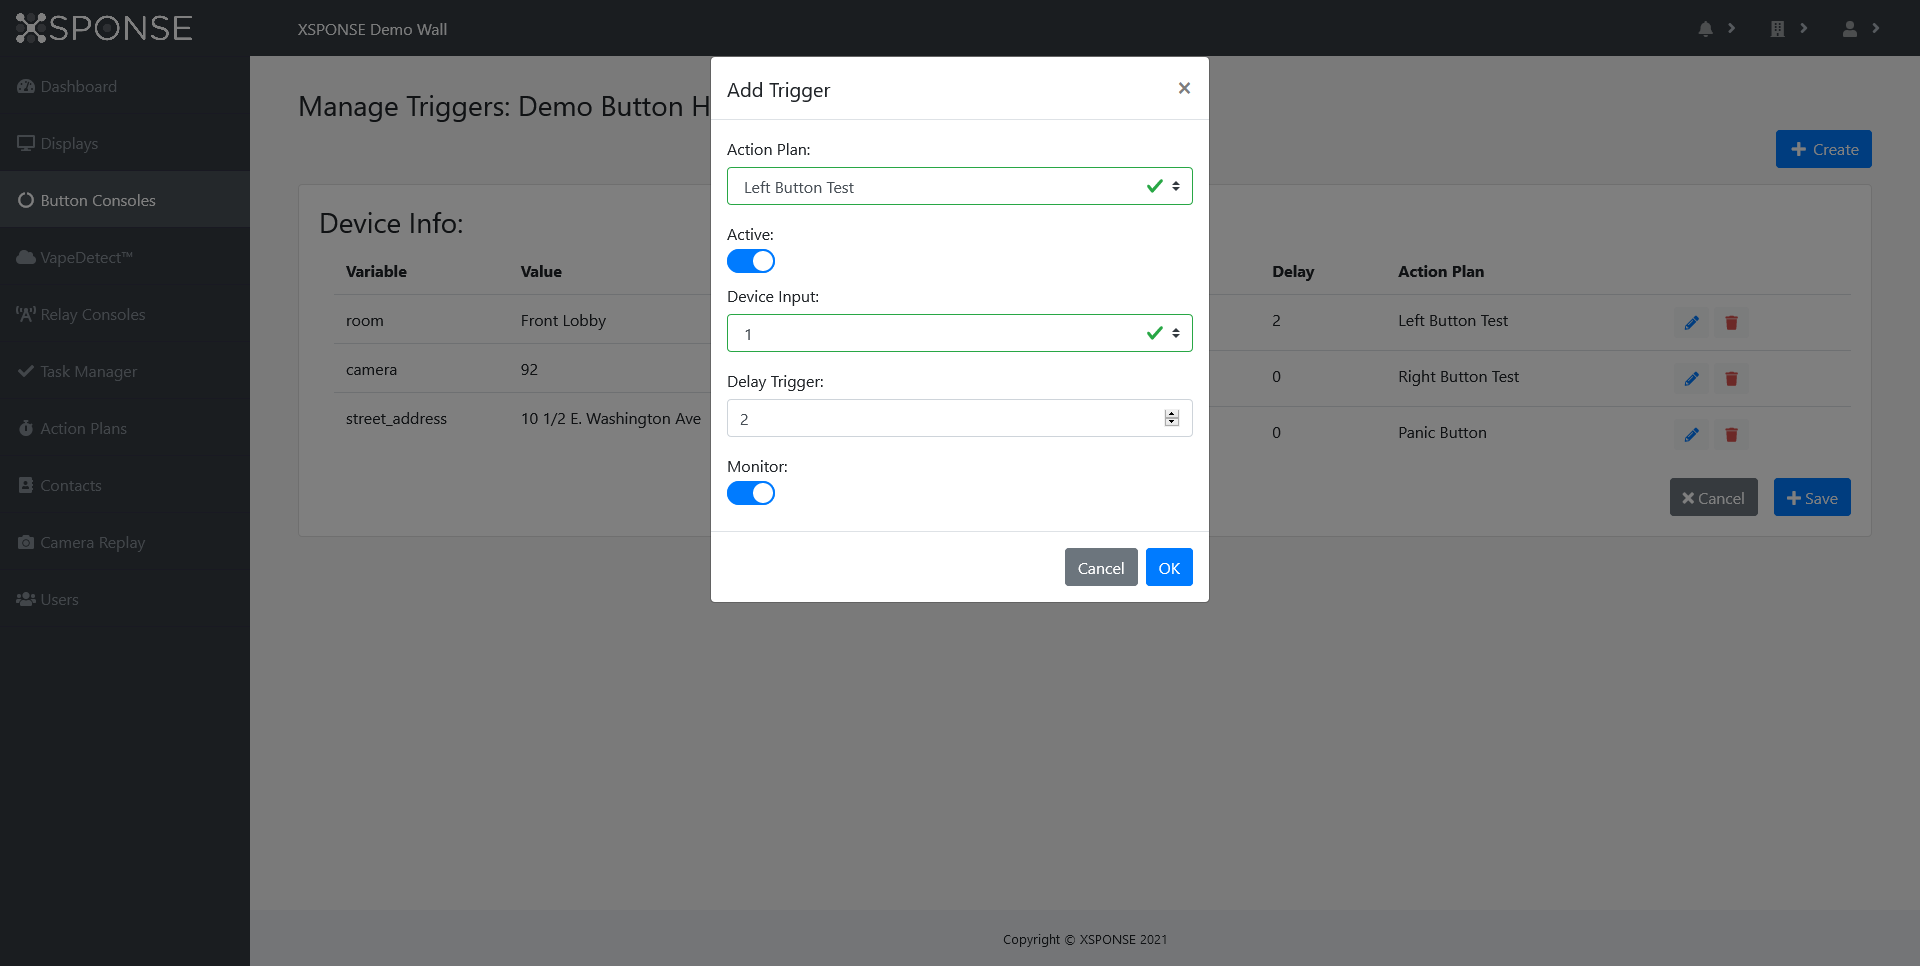 XSPONSE
XSPONSE Demo Wall
Dashboard
Displays
Button Consoles
VapeDetect™
Relay Consoles
Task Manager
Action Plans
Contacts
Camera Replay
Users
Manage Triggers: Demo Button H
+ Create
Device Info:
Variable Value
room Front Lobby
camera 92
street_address 10 1/2 E. Washington Ave
Delay Action Plan
2 Left Button Test
0 Right Button Test
0 Panic Button
Cancel
Save
Add Trigger
×
Action Plan:
Left Button Test
Active:
Device Input:
1
Delay Trigger:
2
Monitor:
Cancel
OK
Copyright © XSPONSE 2021